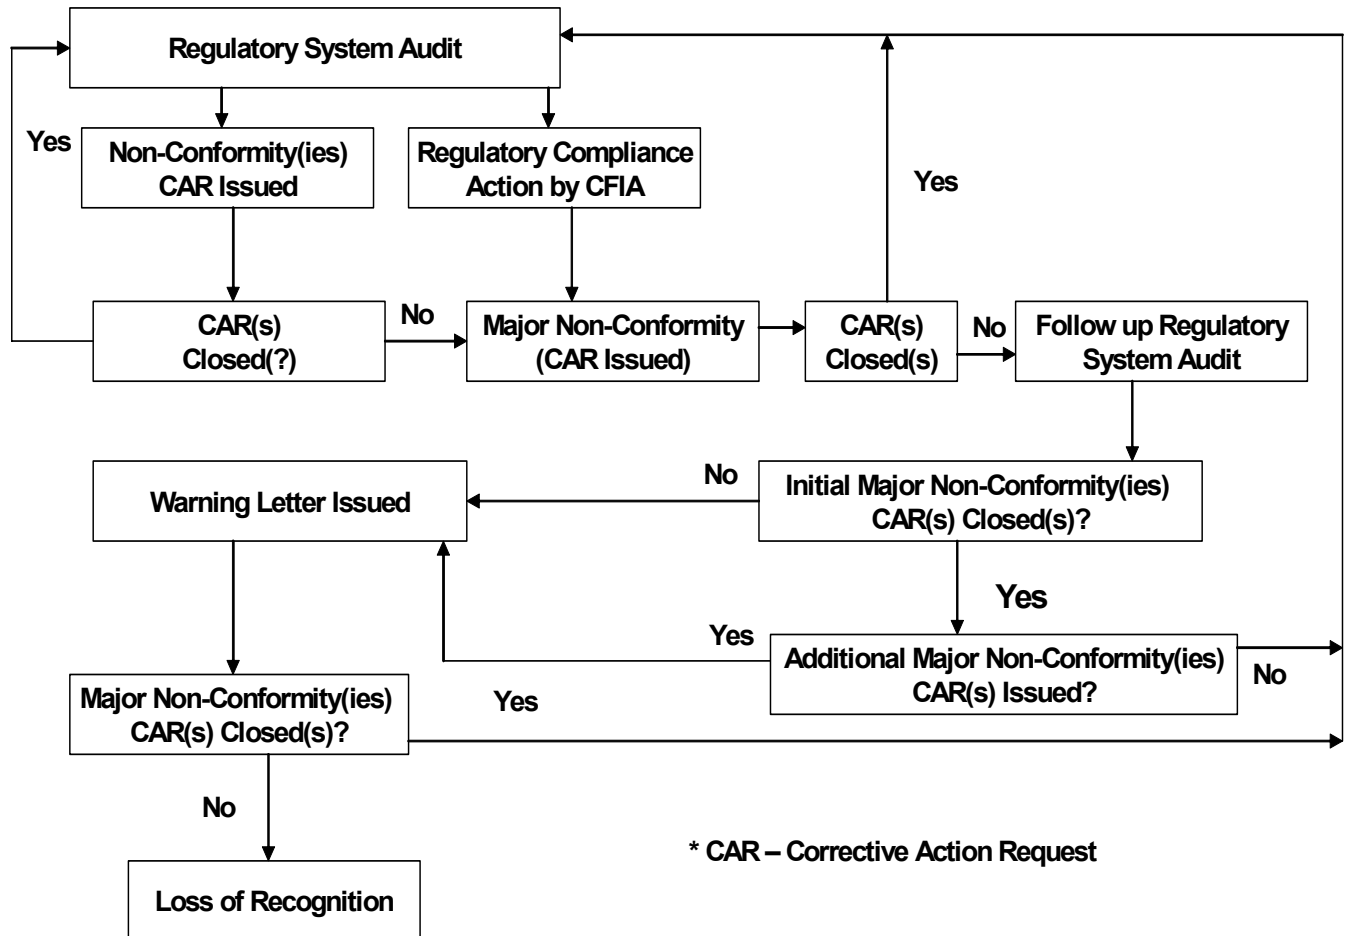 Regulatory System Audit
Yes
Non-Conformity(ies)
CAR Issued
Regulatory Compliance
Action by CFIA
Yes
CAR(s)
Closed(?)
No
Major Non-Conformity
(CAR Issued)
CAR(s)
Closed(s)
No
Follow up Regulatory
System Audit
Warning Letter Issued
No
Initial Major Non-Conformity(ies)
CAR(s) Closed(s)?
Yes
Yes
Additional Major Non-Conformity(ies)
CAR(s) Issued?
No
Major Non-Conformity(ies)
CAR(s) Closed(s)?
Yes
No
* CAR – Corrective Action Request
Loss of Recognition